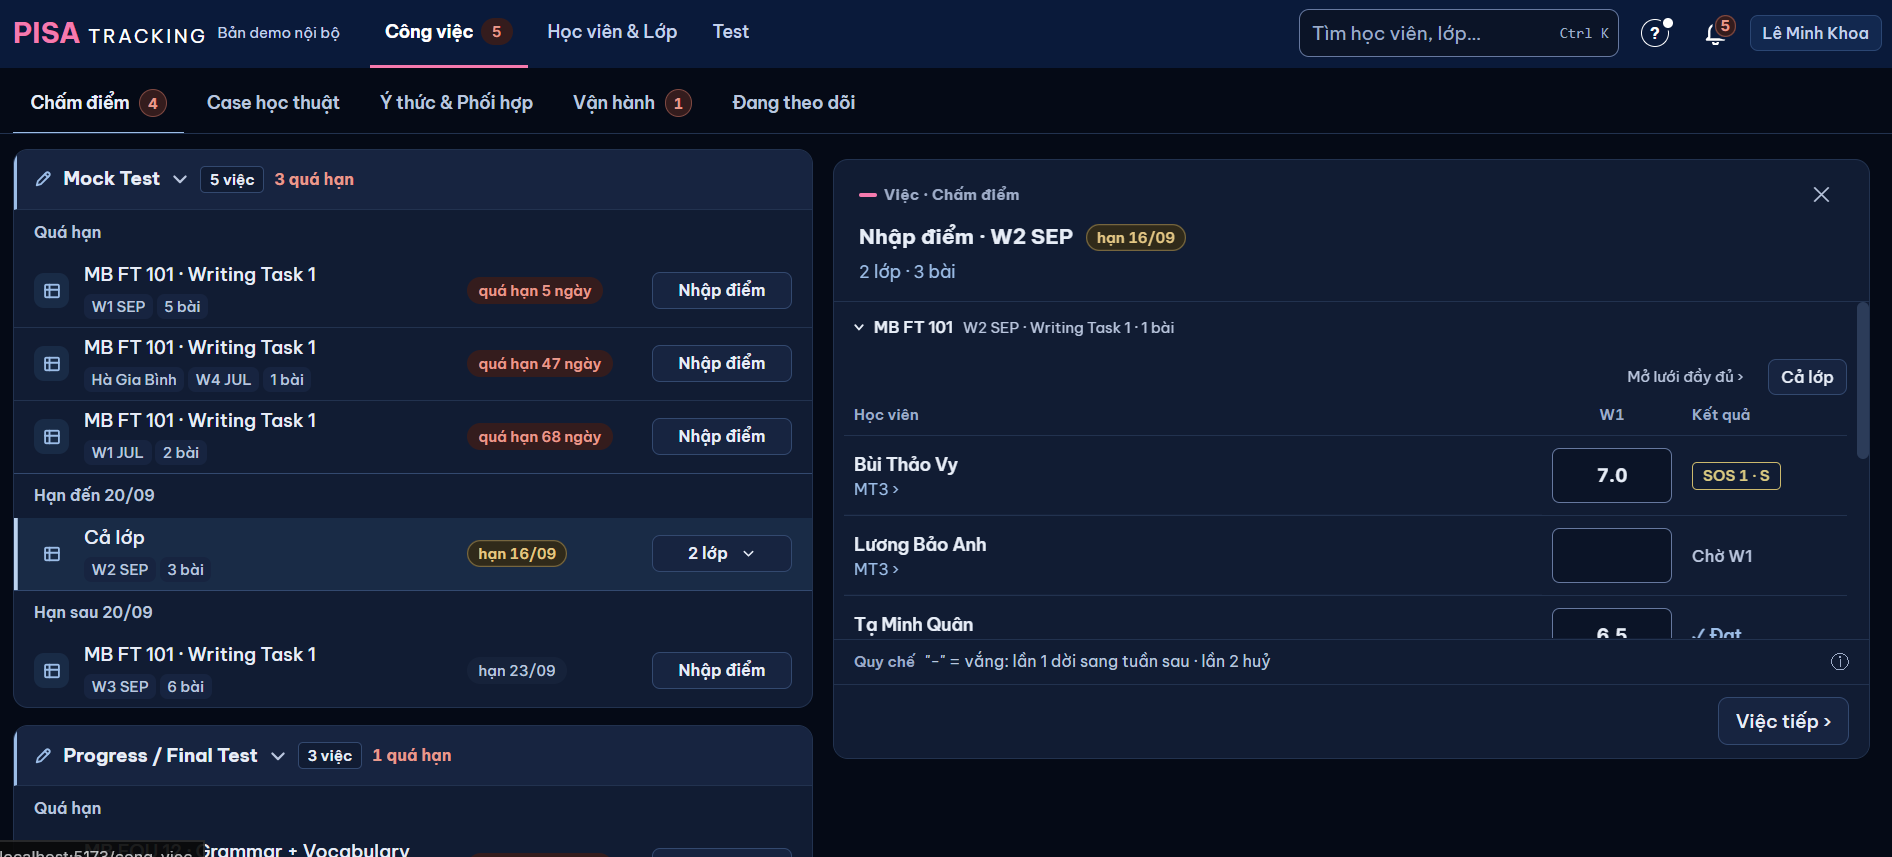 PISA TRACKING Bản demo nội bộ Công việc 5 Học viên & Lớp Test Tìm học viên, lớp... Ctrl K ? 5 Lê Minh Khoa
Chấm điểm 4 Case học thuật Ý thức & Phối hợp Vận hành 1 Đang theo dõi
Mock Test 5 việc 3 quá hạn
Quá hạn
MB FT 101 · Writing Task 1
W1 SEP 5 bài
quá hạn 5 ngày
Nhập điểm
MB FT 101 · Writing Task 1
Hà Gia Bình W4 JUL 1 bài
quá hạn 47 ngày
Nhập điểm
MB FT 101 · Writing Task 1
W1 JUL 2 bài
quá hạn 68 ngày
Nhập điểm
Hạn đến 20/09
Cả lớp
W2 SEP 3 bài
hạn 16/09
2 lớp
Hạn sau 20/09
MB FT 101 · Writing Task 1
W3 SEP 6 bài
hạn 23/09
Nhập điểm
Progress / Final Test 3 việc 1 quá hạn
Quá hạn
Grammar + Vocabulary
Việc · Chấm điểm
Nhập điểm · W2 SEP hạn 16/09
2 lớp · 3 bài
MB FT 101 W2 SEP · Writing Task 1 · 1 bài
Mở lưới đầy đủ › Cả lớp
Học viên W1 Kết quả
Bùi Thảo Vy
MT3 ›
7.0
SOS 1 · S
Lương Bảo Anh
MT3 ›
Chờ W1
Tạ Minh Quân
6.5
✓ Đạt
Quy chế "-" = vắng: lần 1 dời sang tuần sau · lần 2 huỷ
Việc tiếp ›